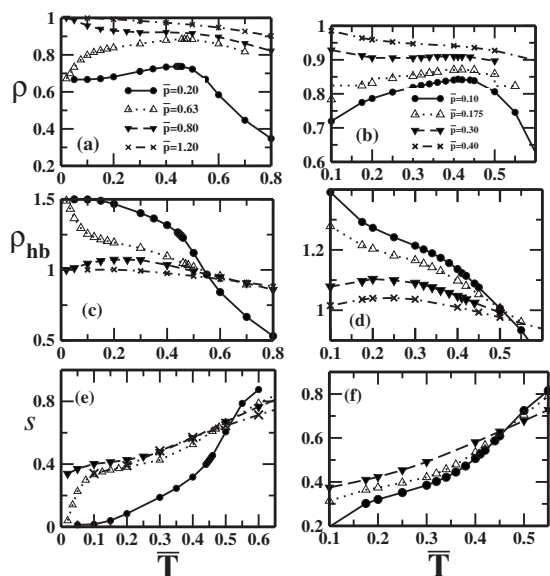 1
0.8
0.6
0.4
0.2
ρ
(a)
p̄=0.20
p̄=0.63
p̄=0.80
p̄=1.20
0 0.2 0.4 0.6 0.8
1
0.9
0.8
0.7
0.6
(b)
p̄=0.10
p̄=0.175
p̄=0.30
p̄=0.40
0.1 0.2 0.3 0.4 0.5
1.5
1
0.5
ρhb
(c)
0 0.2 0.4 0.6 0.8
1.2
1
(d)
0.1 0.2 0.3 0.4 0.5 0.6
0.8
0.4
0
s
(e)
0 0.1 0.2 0.3 0.4 0.5 0.6
T̄
0.8
0.6
0.4
0.2
(f)
0.1 0.2 0.3 0.4 0.5
T̄